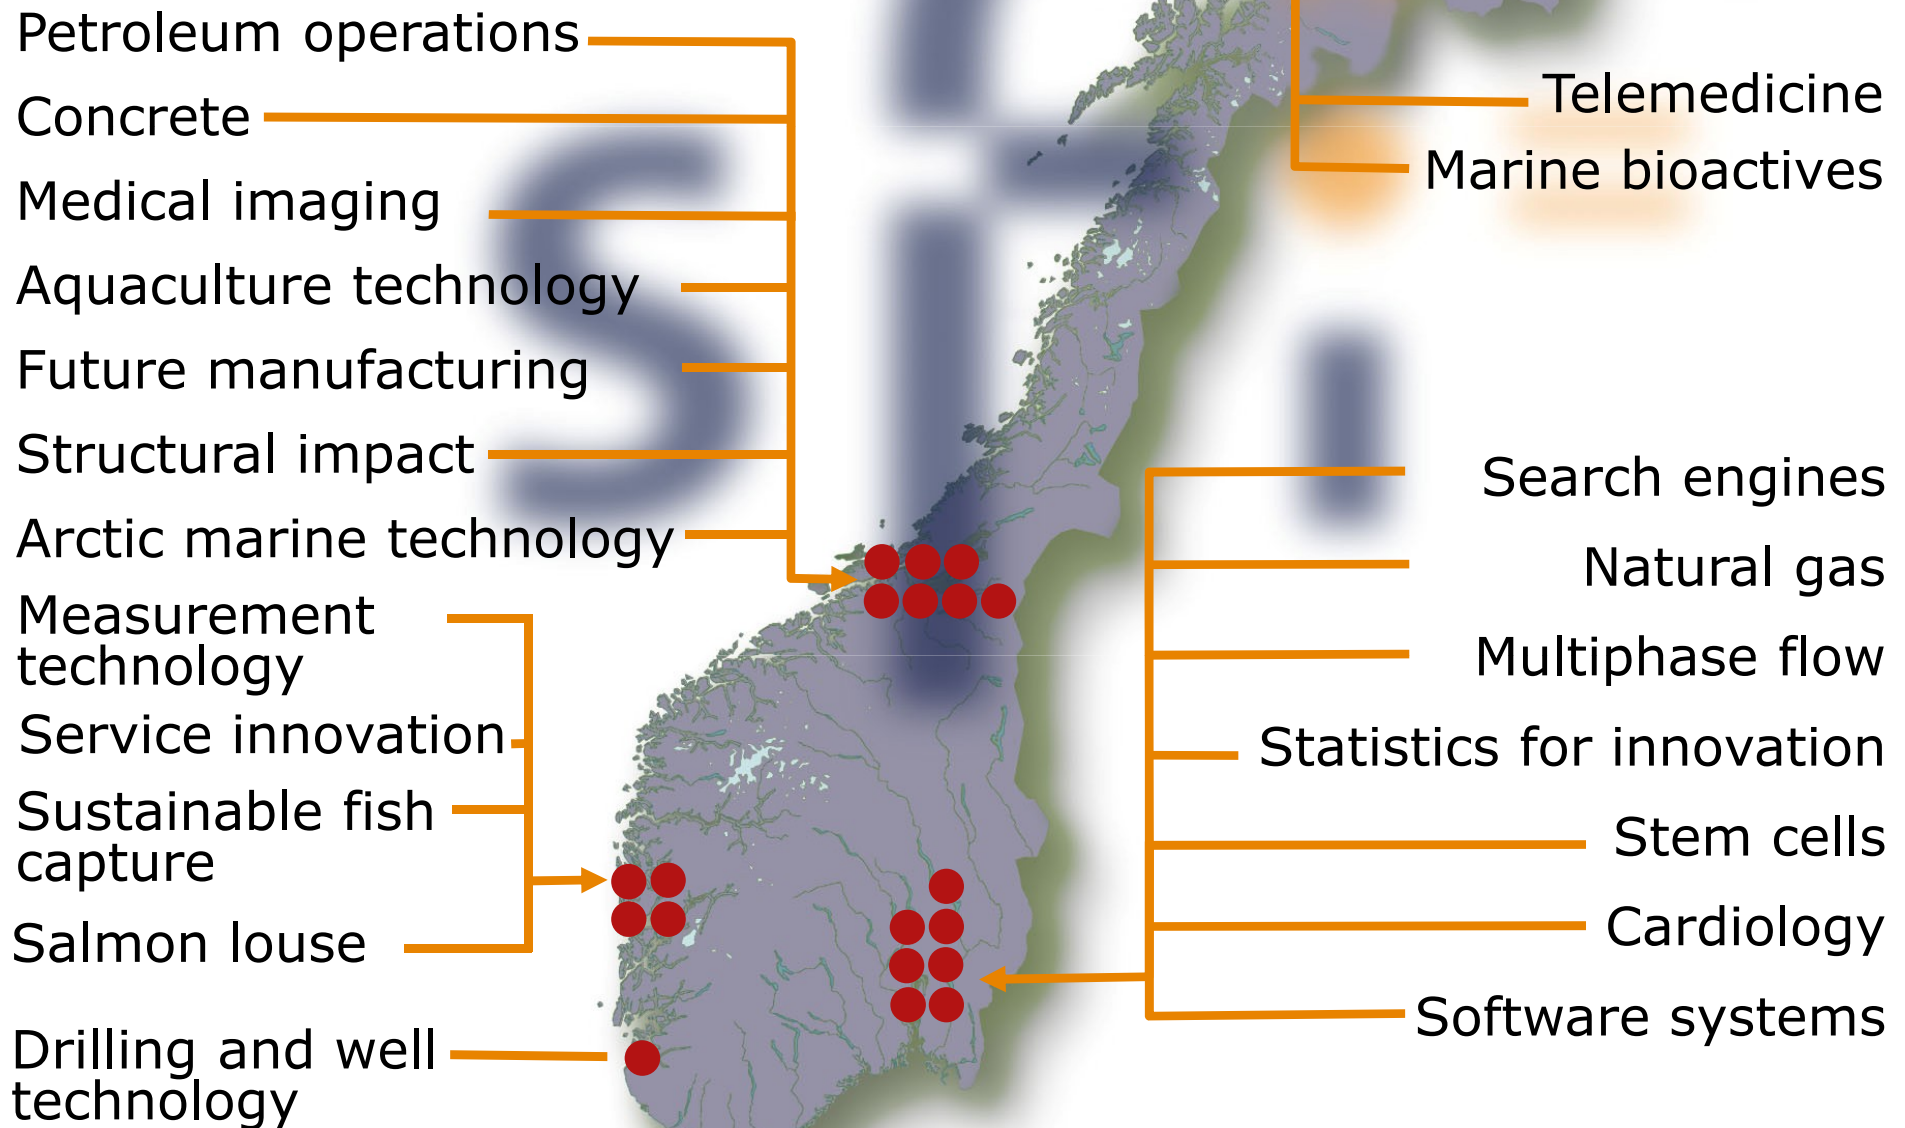 Petroleum operations
Concrete
Medical imaging
Aquaculture technology
Future manufacturing
Structural impact
Arctic marine technology
Measurement
technology
Service innovation
Sustainable fish
capture
Salmon louse
Drilling and well
technology
Telemedicine
Marine bioactives
Search engines
Natural gas
Multiphase flow
Statistics for innovation
Stem cells
Cardiology
Software systems